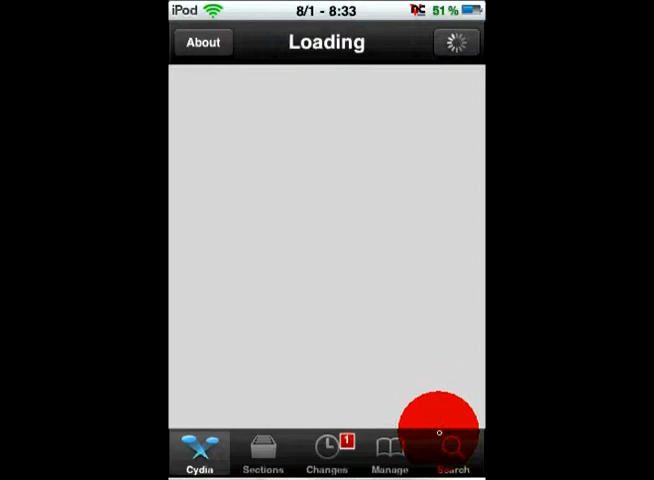 iPod 8/1 - 8:33 51 %
About Loading
1
Cydia Sections Changes Manage Search